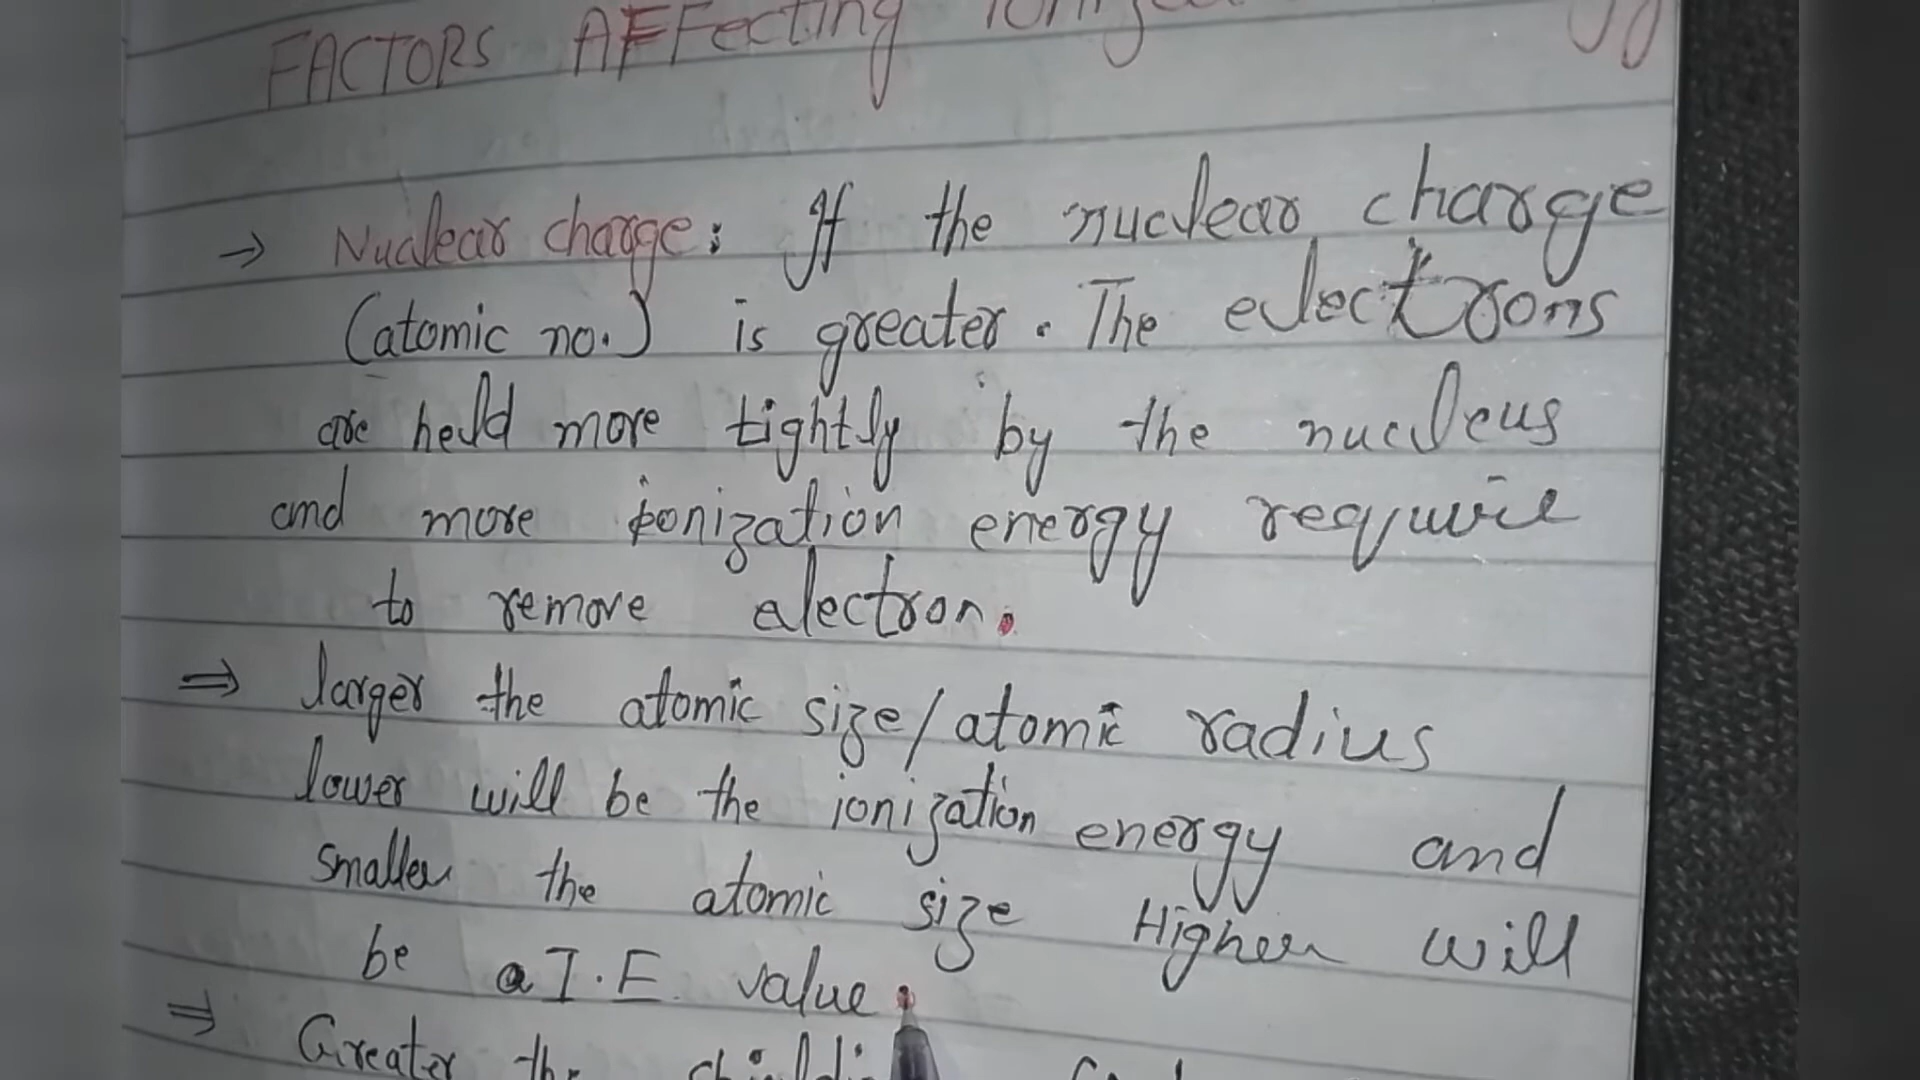 FACTORS AFFecting
→ Nuclear charge: If the nuclear charge
(atomic no.) is greater. The electrons
are held more tightly by the nucleus
and more ionization energy require
to remove electron.
⇒ larger the atomic size/atomic radius
lower will be the ionization energy and
smaller the atomic size Higher will
be a I.E. value.
⇒ Greater the